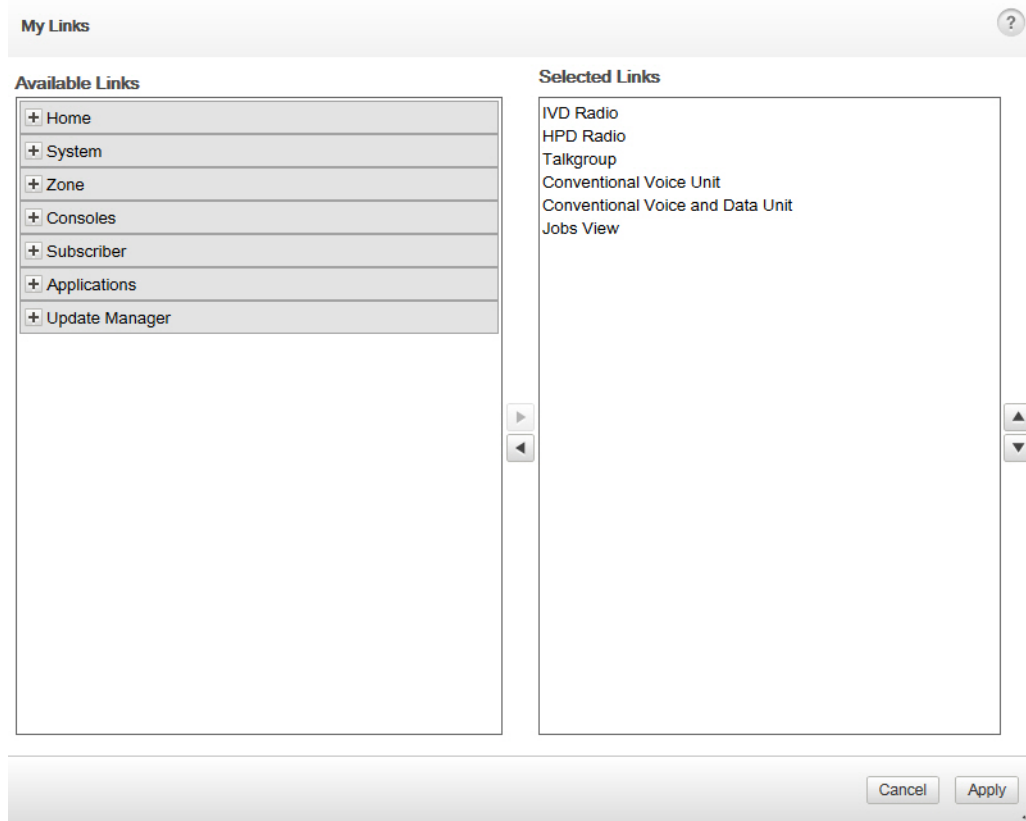 My Links
?
Available Links
Home
System
Zone
Consoles
Subscriber
Applications
Update Manager
Selected Links
IVD Radio
HPD Radio
Talkgroup
Conventional Voice Unit
Conventional Voice and Data Unit
Jobs View
Cancel
Apply